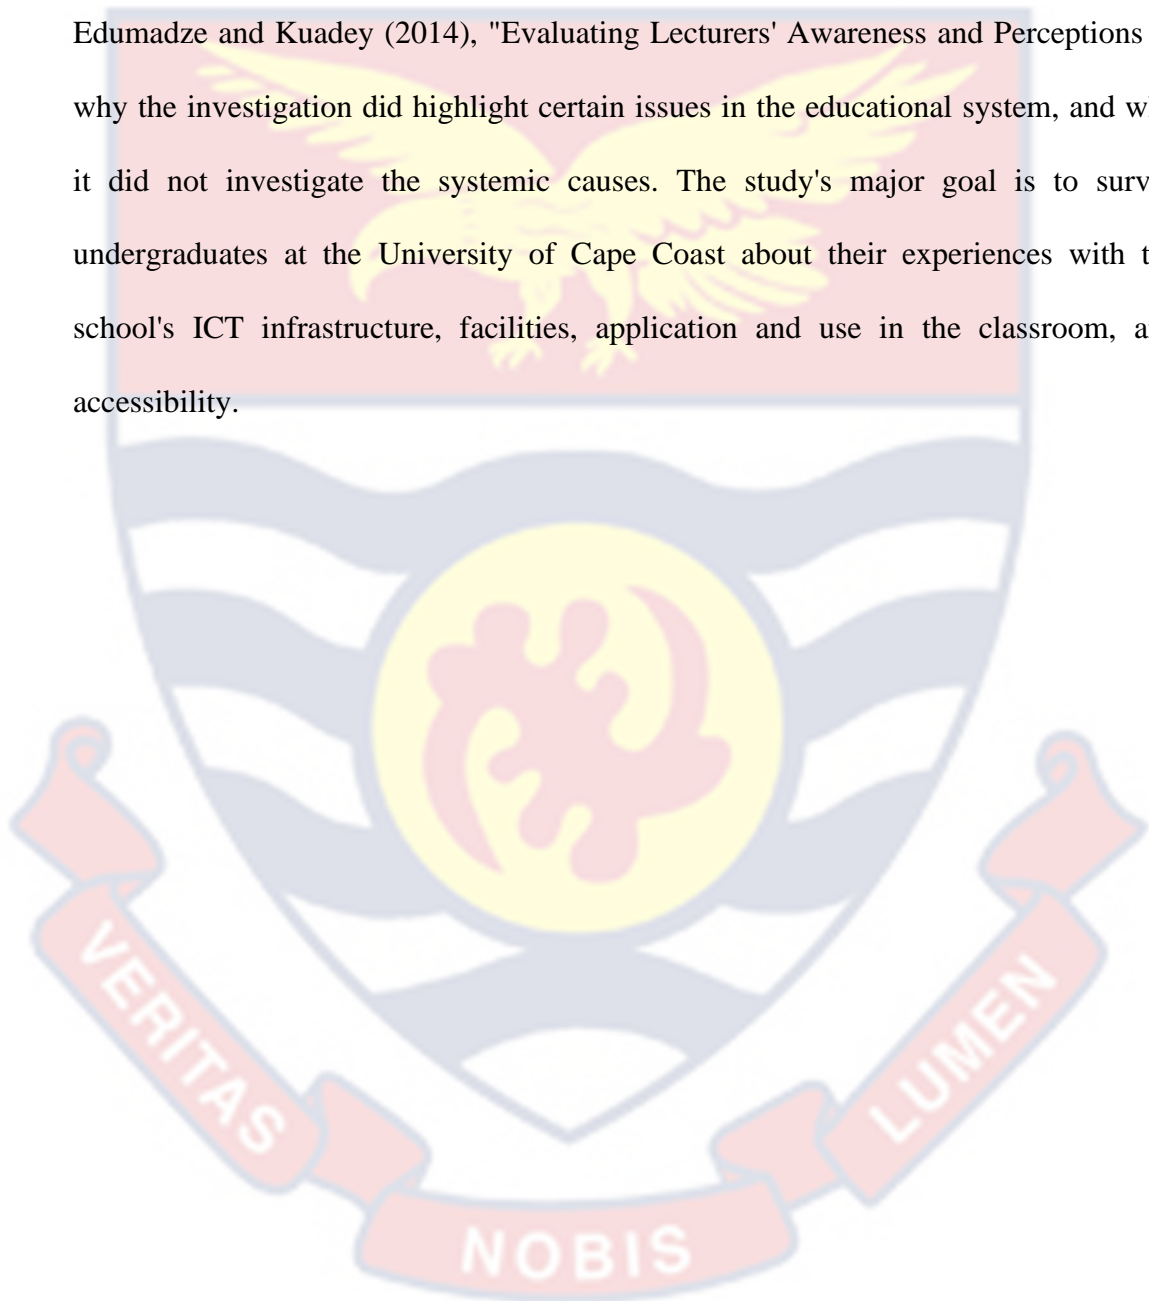 Edumadze and Kuadey (2014), "Evaluating Lecturers' Awareness and Perceptions
why the investigation did highlight certain issues in the educational system, and
it did not investigate the systemic causes. The study's major goal is to
undergraduates at the University of Cape Coast about their experiences with
school's ICT infrastructure, facilities, application and use in the classroom,
accessibility.
VERITAS
NOBIS
LUMEN